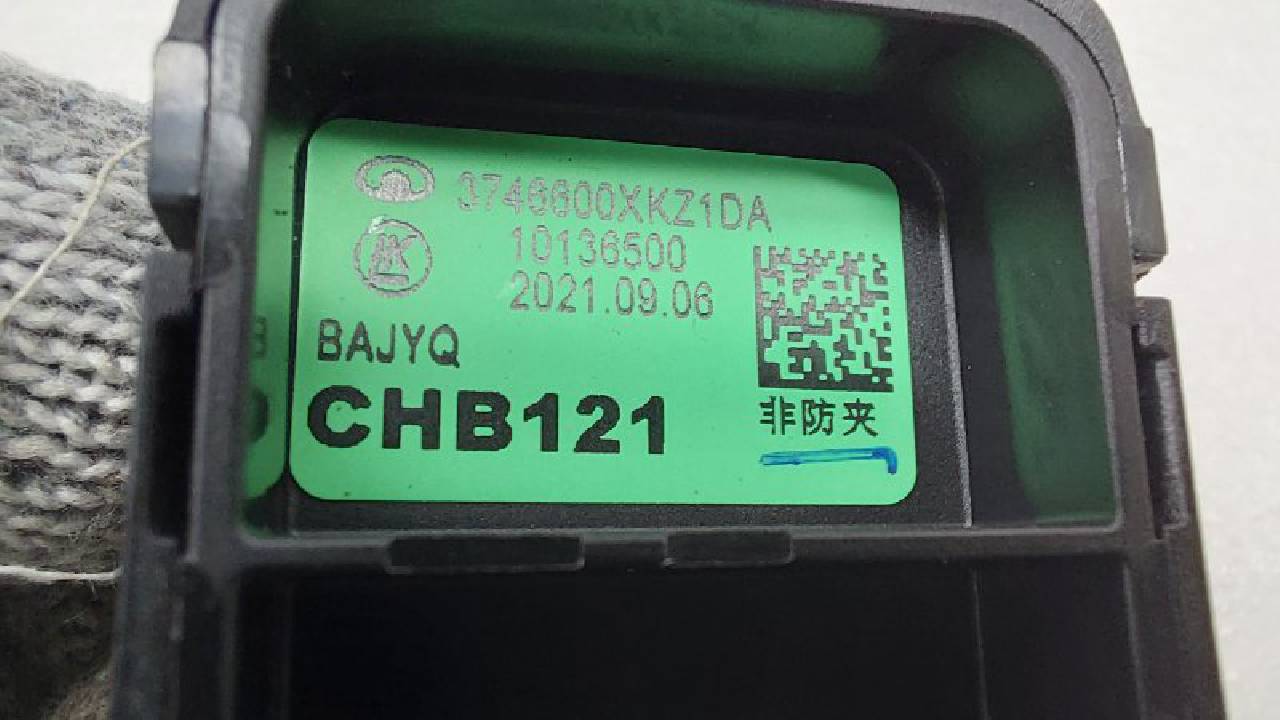 3746600XKZ1DA
10136500
2021.09.06
BAJYQ
CHB121
非防夹